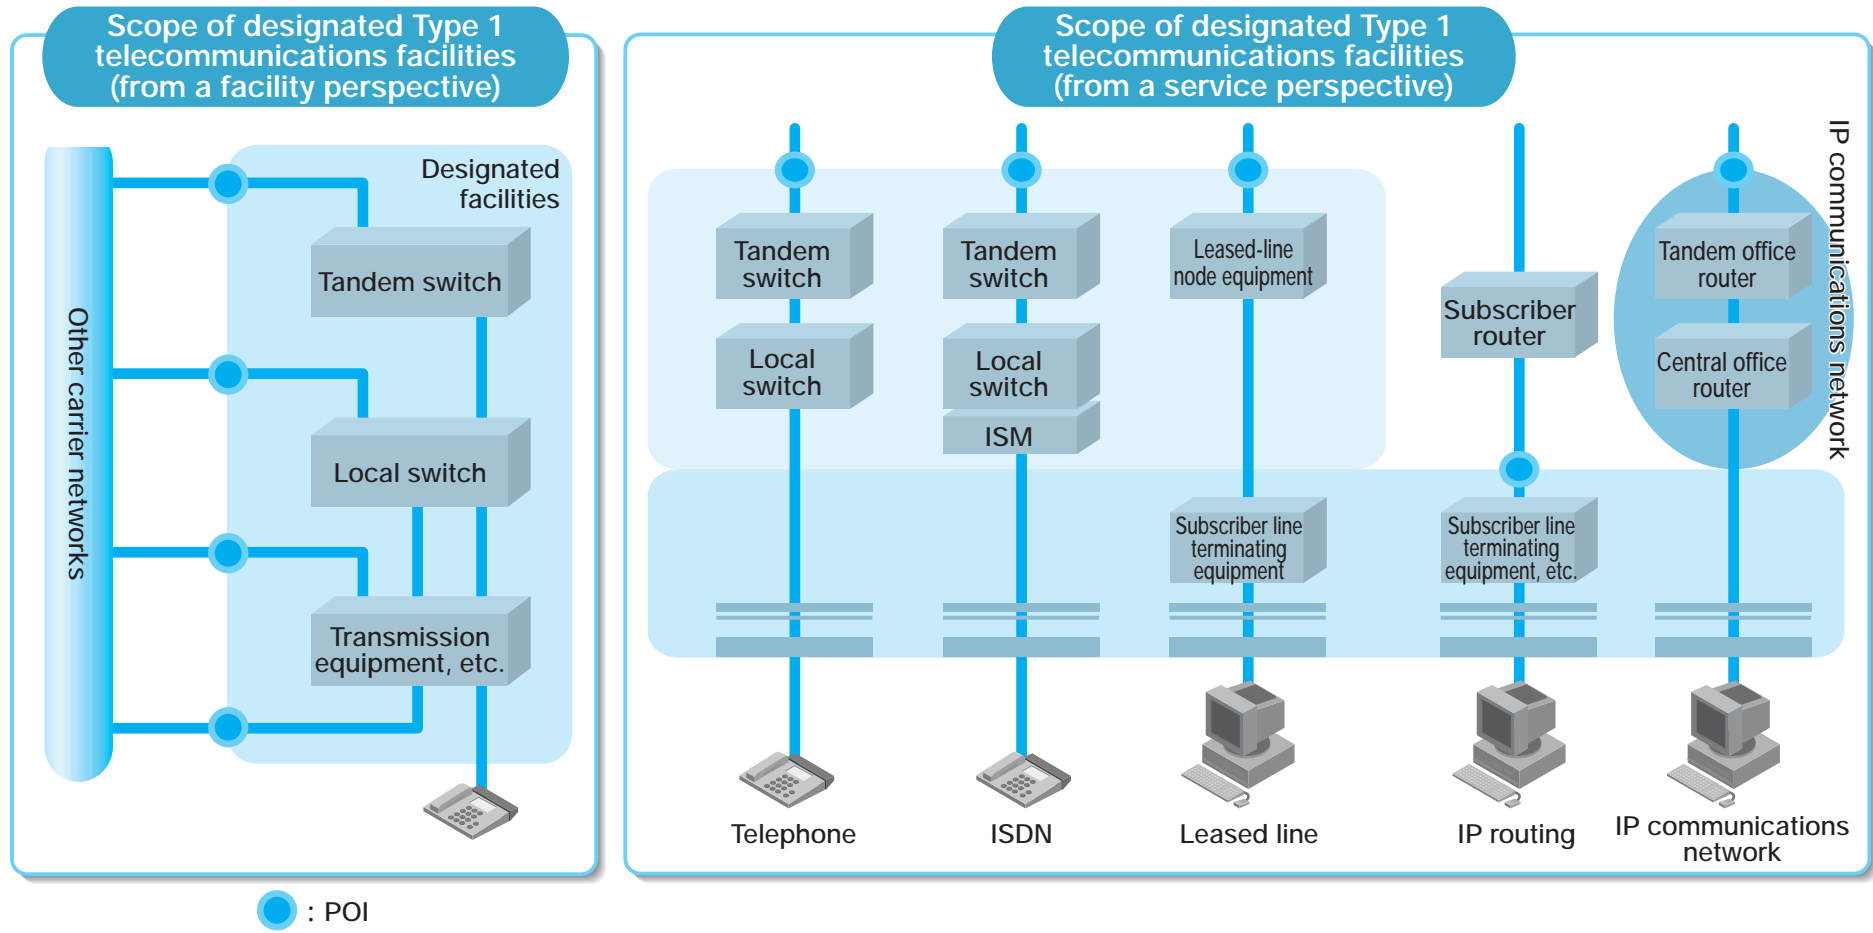 Scope of designated Type 1
telecommunications facilities
(from a facility perspective)
Other carrier networks
Designated
facilities
Tandem switch
Local switch
Transmission
equipment, etc.
: POI
Scope of designated Type 1
telecommunications facilities
(from a service perspective)
Tandem
switch
Local
switch
Telephone
Tandem
switch
Local
switch
ISM
ISDN
Leased-line
node equipment
Subscriber line
terminating
equipment
Leased line
Subscriber
router
Subscriber line
terminating
equipment, etc.
IP routing
IP communications network
Tandem office
router
Central office
router
IP communications
network